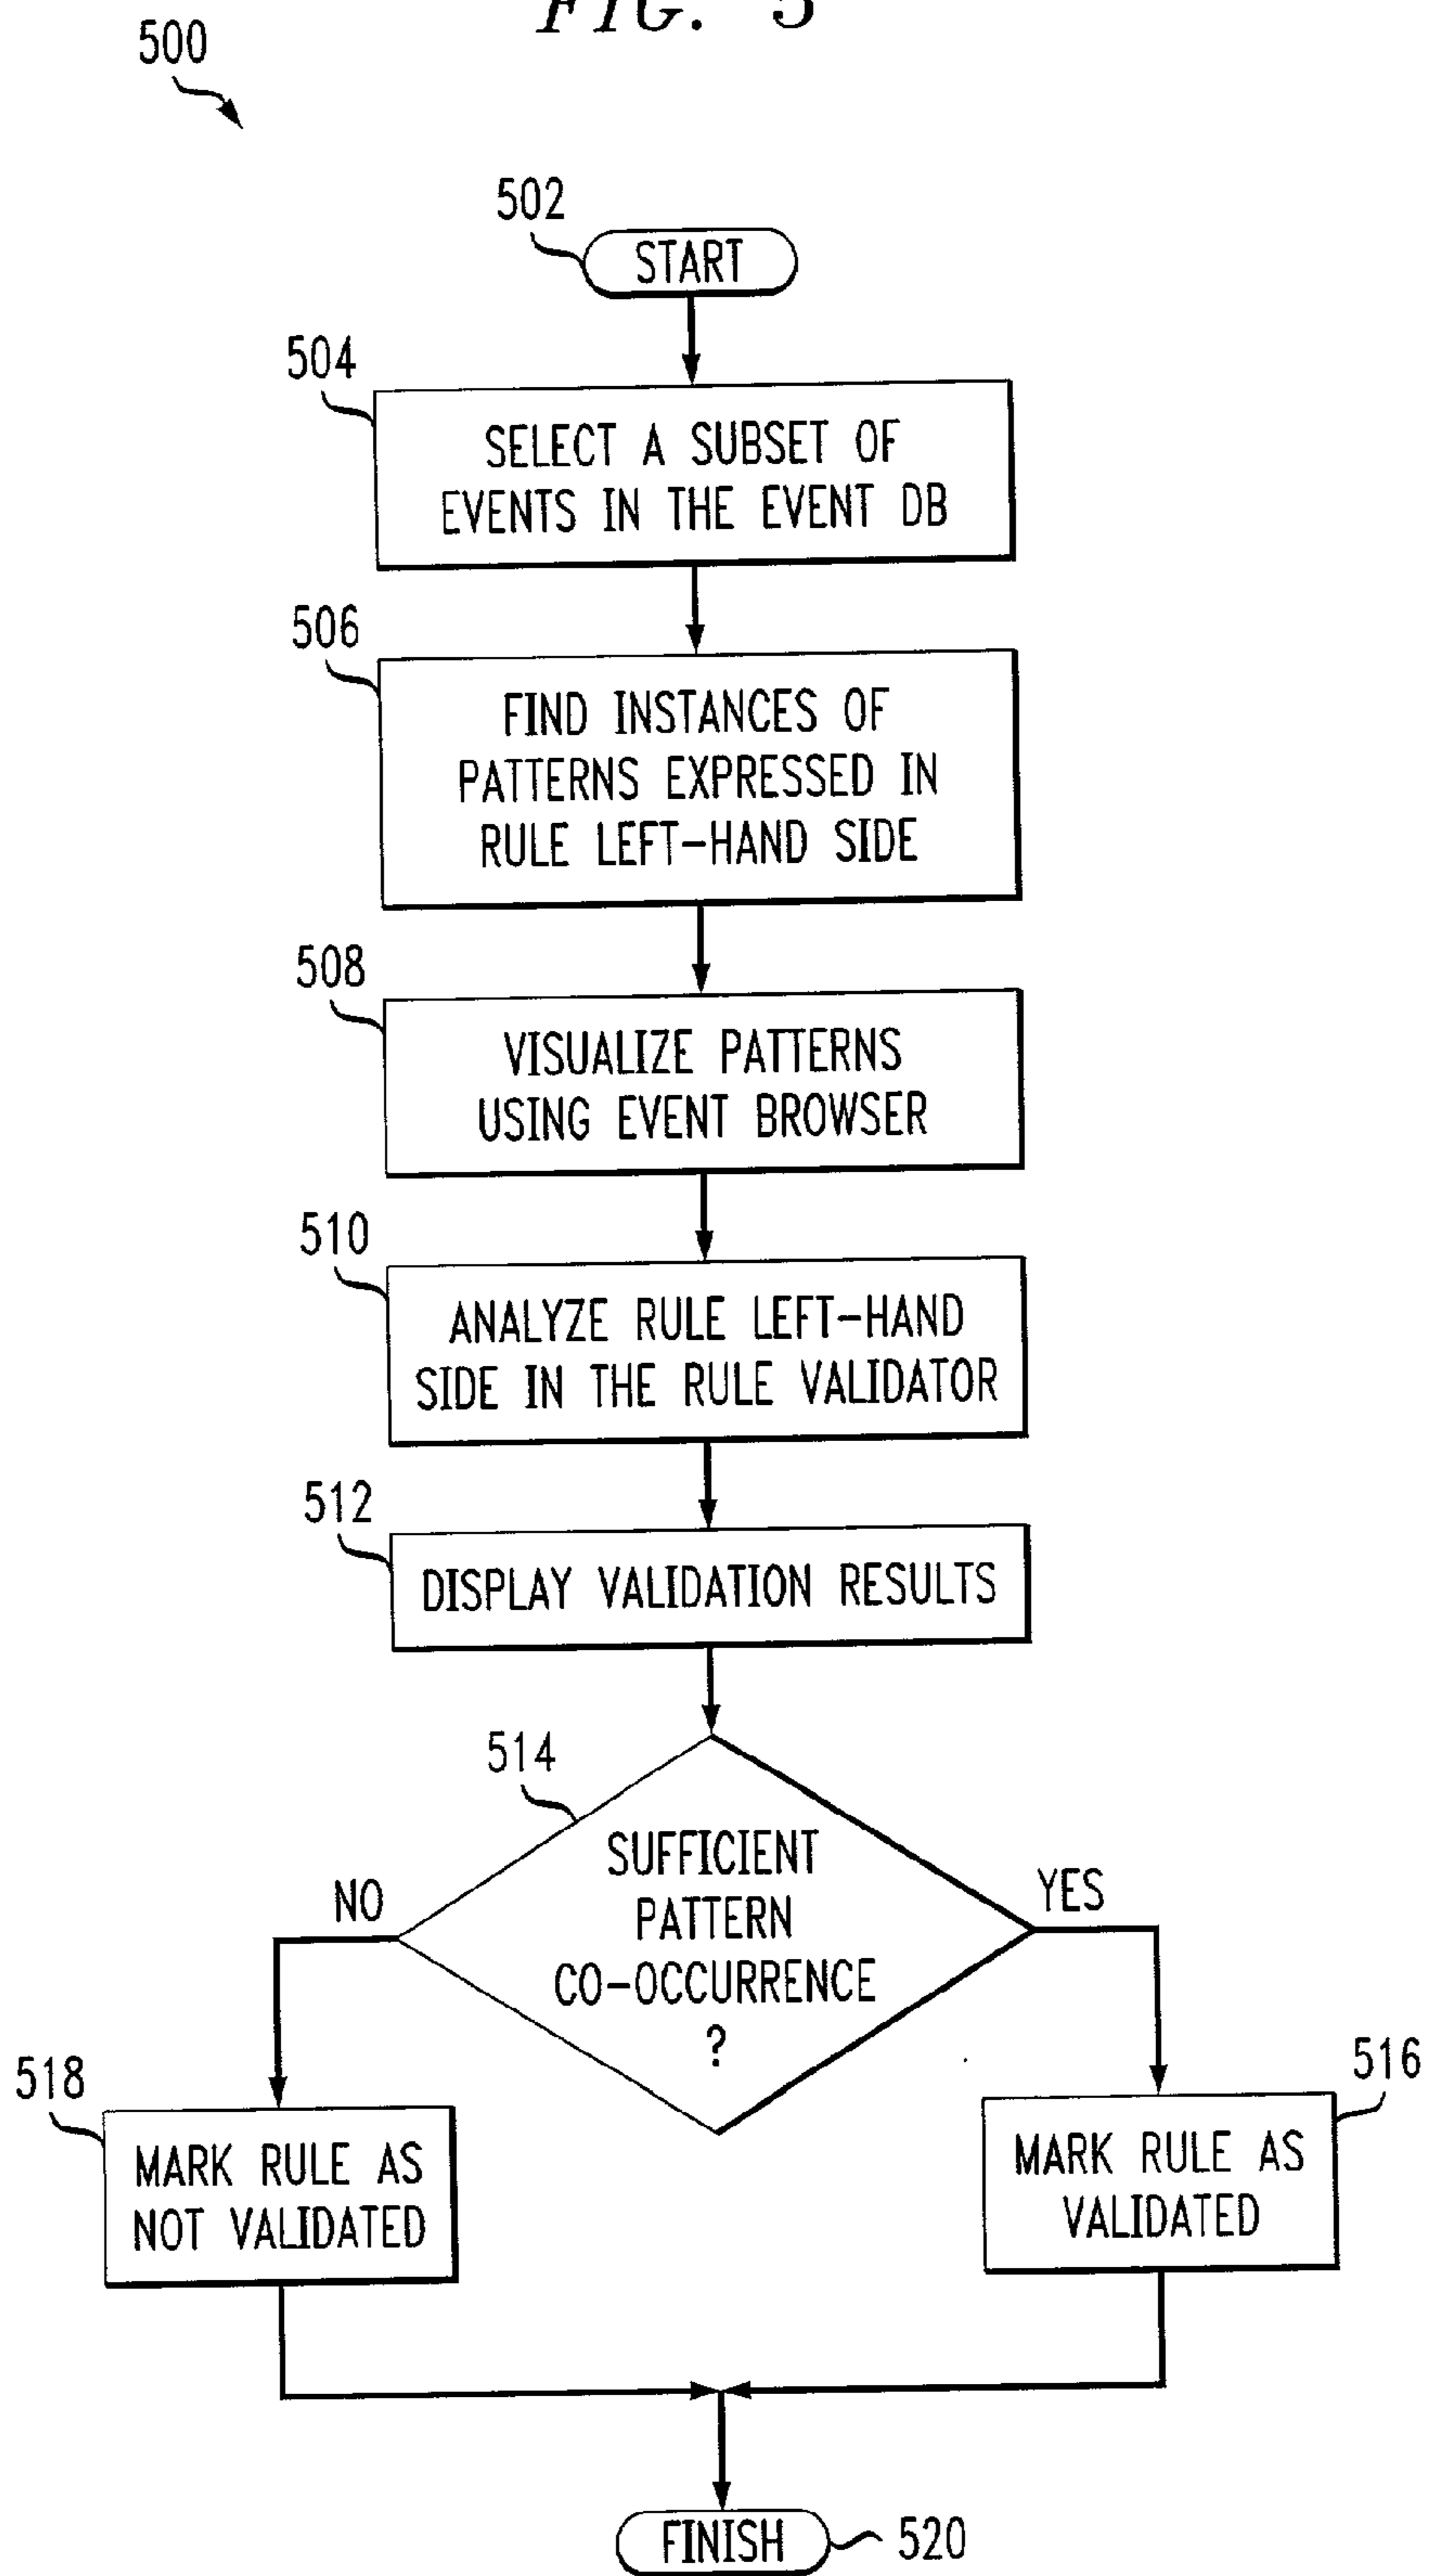 FIG. 5
500
502
START
504
SELECT A SUBSET OF
EVENTS IN THE EVENT DB
506
FIND INSTANCES OF
PATTERNS EXPRESSED IN
RULE LEFT-HAND SIDE
508
VISUALIZE PATTERNS
USING EVENT BROWSER
510
ANALYZE RULE LEFT-HAND
SIDE IN THE RULE VALIDATOR
512
DISPLAY VALIDATION RESULTS
514
SUFFICIENT
PATTERN
CO-OCCURRENCE
?
NO
YES
518
MARK RULE AS
NOT VALIDATED
516
MARK RULE AS
VALIDATED
FINISH
520